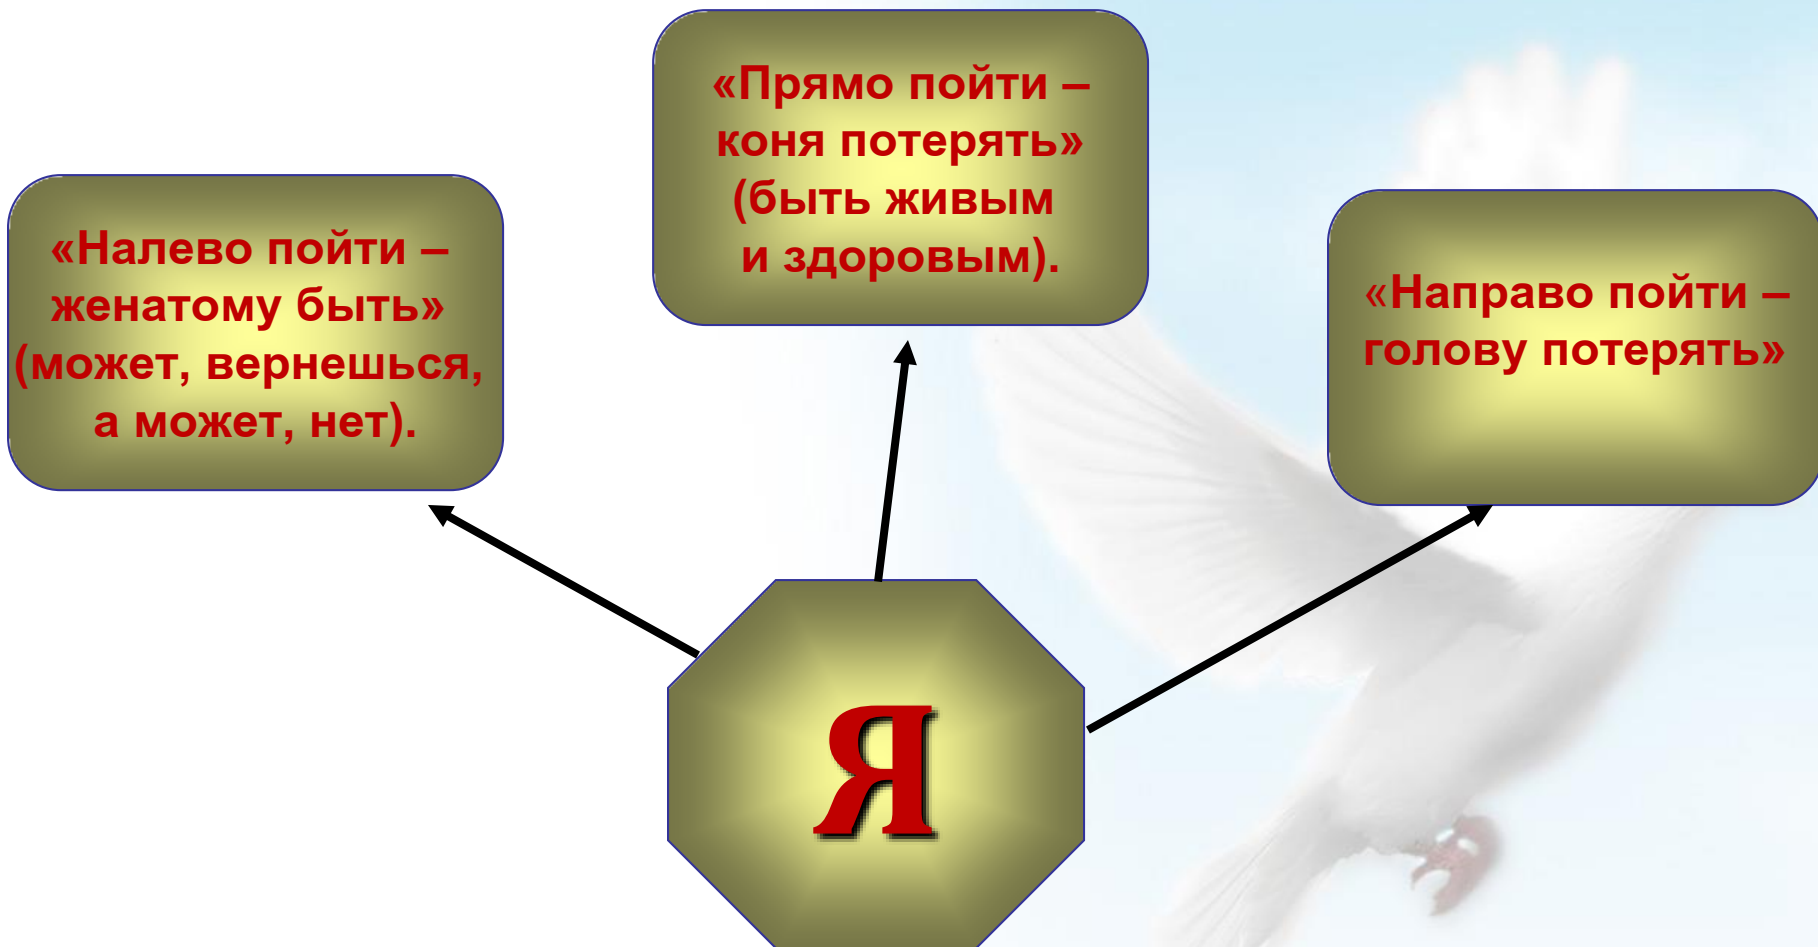 «Прямо пойти –
коня потерять»
(быть живым
и здоровым).
«Налево пойти –
женатому быть»
(может, вернешься,
а может, нет).
«Направо пойти –
голову потерять»
Я